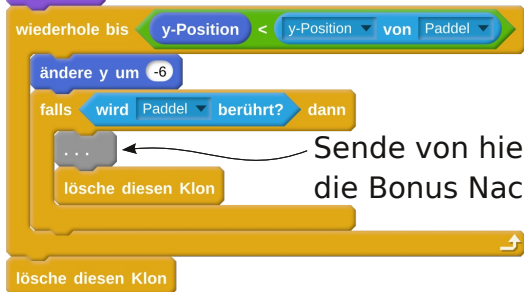 wiederhole bis y-Position < y-Position von Paddel
ändere y um -6
falls wird Paddel berührt? dann
...
Sende von hie
lösche diesen Klon
die Bonus Nac
lösche diesen Klon